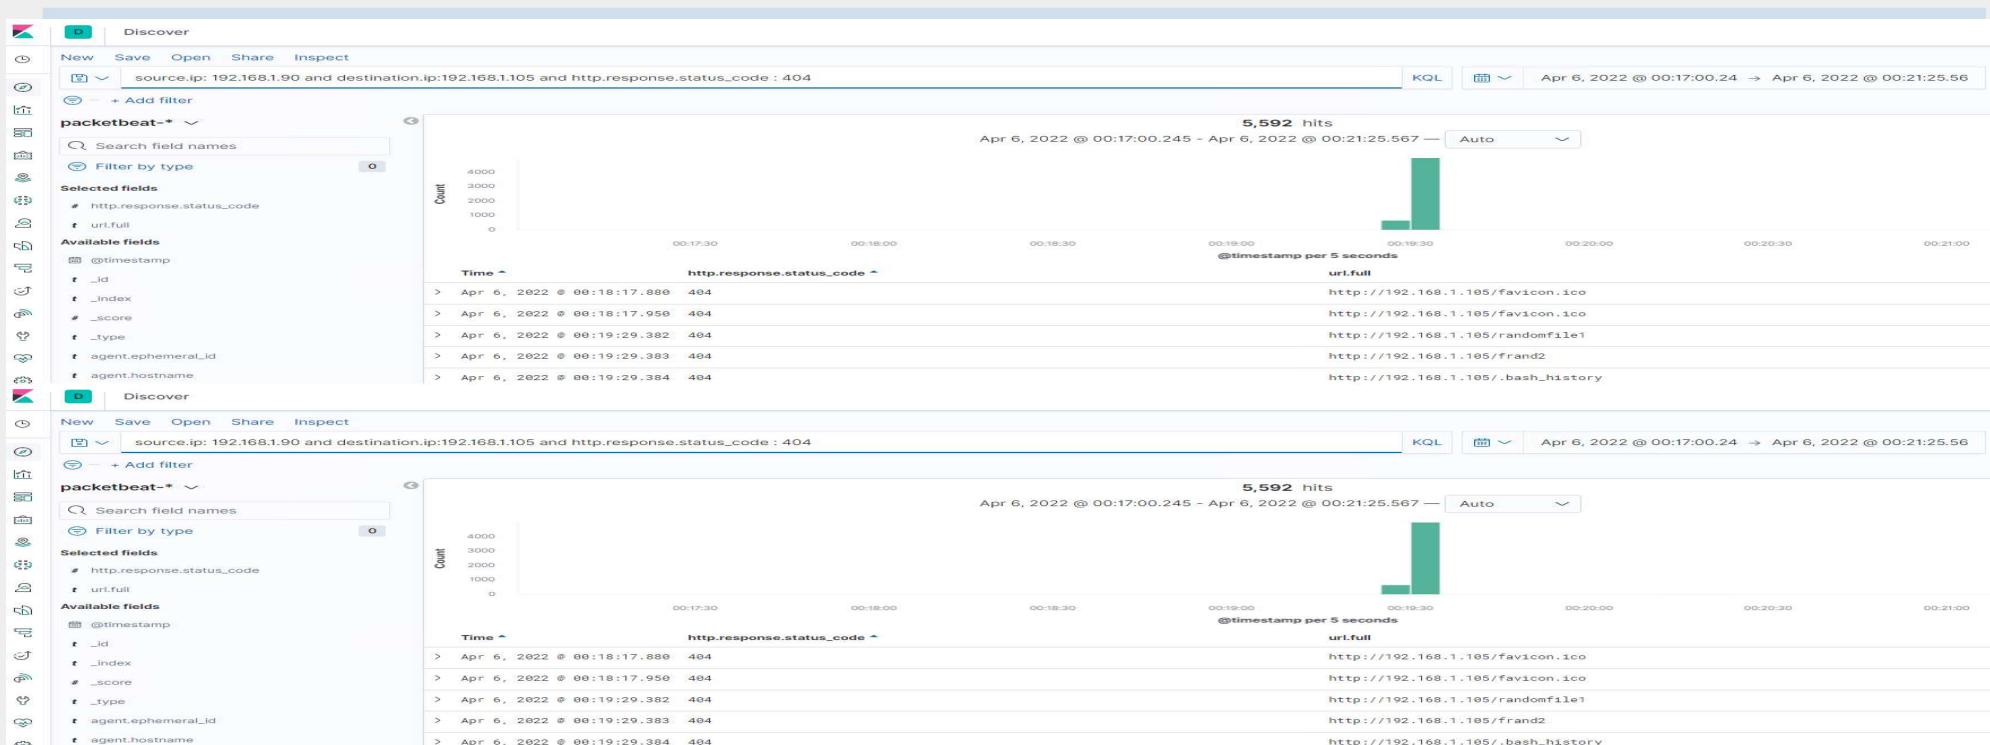 D Discover
New Save Open Share Inspect
source.ip: 192.168.1.90 and destination.ip:192.168.1.105 and http.response.status_code : 404 KQL Apr 6, 2022 @ 00:17:00.24 → Apr 6, 2022 @ 00:21:25.56
+ Add filter
packetbeat-* 5,592 hits
Apr 6, 2022 @ 00:17:00.245 - Apr 6, 2022 @ 00:21:25.567 — Auto
Search field names
Filter by type 0
Selected fields
# http.response.status_code
t url.full
Available fields
@timestamp
t _id
t _index
# _score
t _type
t agent.ephemeral_id
t agent.hostname
Count
4000
3000
2000
1000
0
00:17:30 00:18:00 00:18:30 00:19:00 00:19:30 00:20:00 00:20:30 00:21:00
@timestamp per 5 seconds
Time http.response.status_code url.full
> Apr 6, 2022 @ 00:18:17.880 404 http://192.168.1.105/favicon.ico
> Apr 6, 2022 @ 00:18:17.950 404 http://192.168.1.105/favicon.ico
> Apr 6, 2022 @ 00:19:29.382 404 http://192.168.1.105/randomfile1
> Apr 6, 2022 @ 00:19:29.383 404 http://192.168.1.105/frand2
> Apr 6, 2022 @ 00:19:29.384 404 http://192.168.1.105/.bash_history
D Discover
New Save Open Share Inspect
source.ip: 192.168.1.90 and destination.ip:192.168.1.105 and http.response.status_code : 404 KQL Apr 6, 2022 @ 00:17:00.24 → Apr 6, 2022 @ 00:21:25.56
+ Add filter
packetbeat-* 5,592 hits
Apr 6, 2022 @ 00:17:00.245 - Apr 6, 2022 @ 00:21:25.567 — Auto
Search field names
Filter by type 0
Selected fields
# http.response.status_code
t url.full
Available fields
@timestamp
t _id
t _index
# _score
t _type
t agent.ephemeral_id
t agent.hostname
Count
4000
3000
2000
1000
0
00:17:30 00:18:00 00:18:30 00:19:00 00:19:30 00:20:00 00:20:30 00:21:00
@timestamp per 5 seconds
Time http.response.status_code url.full
> Apr 6, 2022 @ 00:18:17.880 404 http://192.168.1.105/favicon.ico
> Apr 6, 2022 @ 00:18:17.950 404 http://192.168.1.105/favicon.ico
> Apr 6, 2022 @ 00:19:29.382 404 http://192.168.1.105/randomfile1
> Apr 6, 2022 @ 00:19:29.383 404 http://192.168.1.105/frand2
> Apr 6, 2022 @ 00:19:29.384 404 http://192.168.1.105/.bash_history